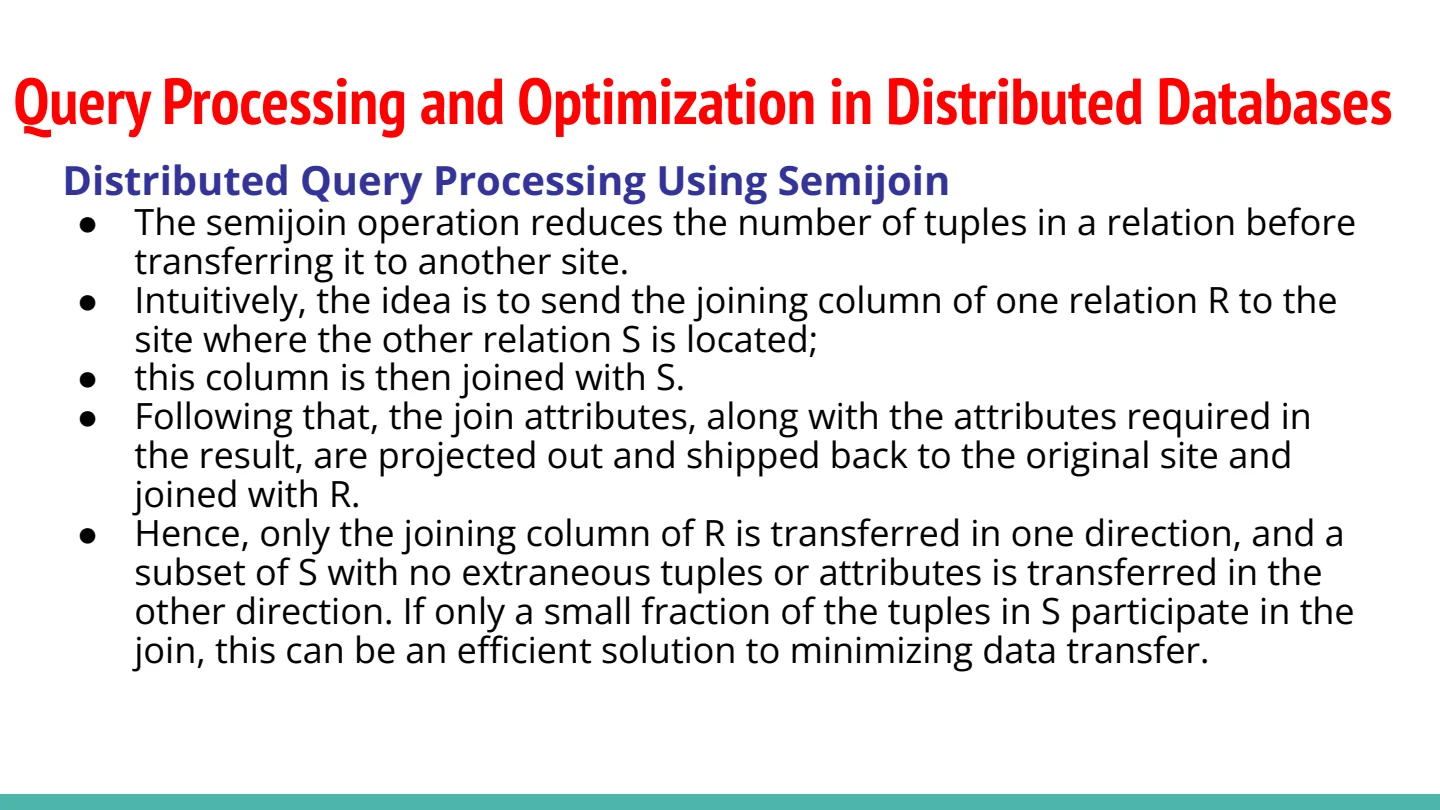 Query Processing and Optimization in Distributed Databases
Distributed Query Processing Using Semijoin
● The semijoin operation reduces the number of tuples in a relation before
transferring it to another site.
● Intuitively, the idea is to send the joining column of one relation R to the
site where the other relation S is located;
● this column is then joined with S.
● Following that, the join attributes, along with the attributes required in
the result, are projected out and shipped back to the original site and
joined with R.
● Hence, only the joining column of R is transferred in one direction, and a
subset of S with no extraneous tuples or attributes is transferred in the
other direction. If only a small fraction of the tuples in S participate in the
join, this can be an efficient solution to minimizing data transfer.